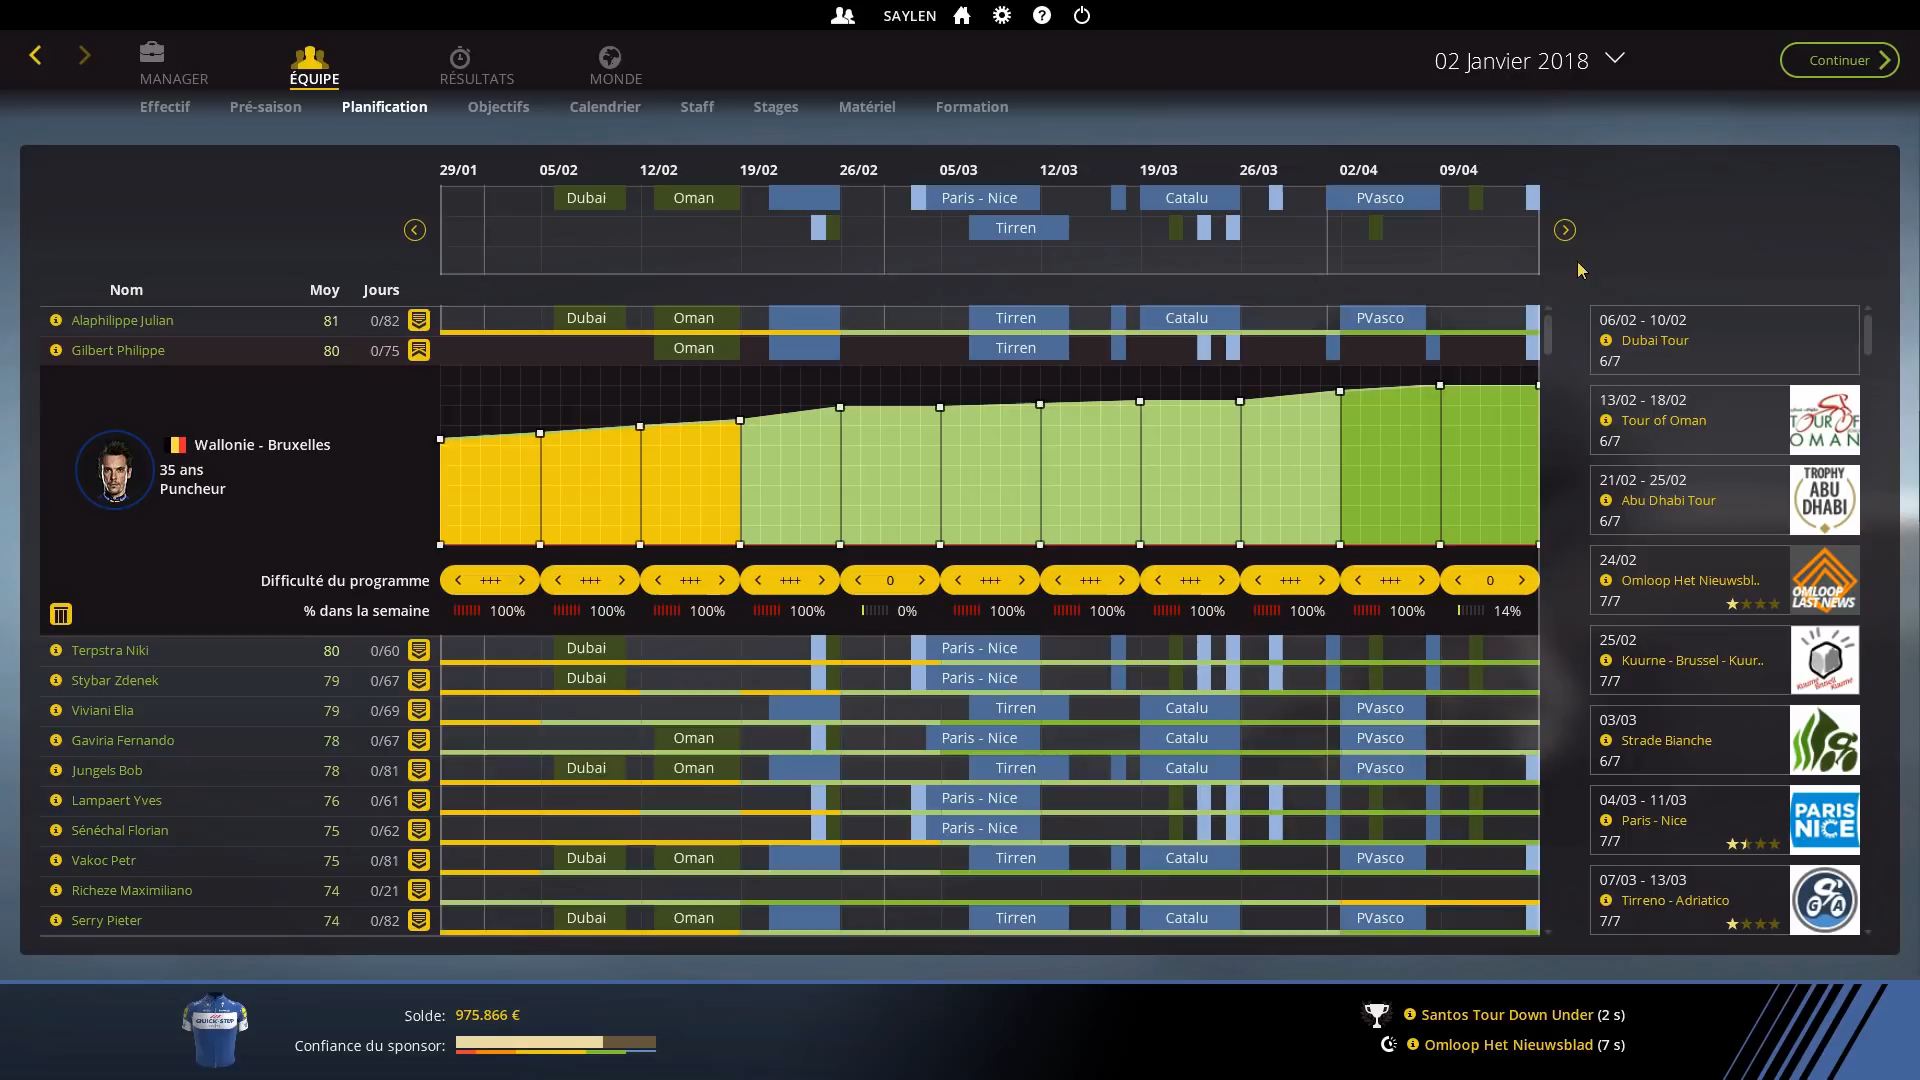 SAYLEN
MANAGER
ÉQUIPE
RÉSULTATS
MONDE
02 Janvier 2018
Continuer
Effectif
Pré-saison
Planification
Objectifs
Calendrier
Staff
Stages
Matériel
Formation
29/01 05/02 12/02 19/02 26/02 05/03 12/03 19/03 26/03 02/04 09/04
Dubai Oman Paris - Nice Catalu PVasco
Tirren
Nom Moy Jours
Alaphilippe Julian 81 0/82 Dubai Oman Tirren Catalu PVasco
Gilbert Philippe 80 0/75 Oman Tirren
Wallonie - Bruxelles
35 ans
Puncheur
Difficulté du programme +++ +++ +++ +++ 0 +++ +++ +++ +++ +++ 0
% dans la semaine 100% 100% 100% 100% 0% 100% 100% 100% 100% 100% 14%
Terpstra Niki 80 0/60 Dubai Paris - Nice
Stybar Zdenek 79 0/67 Dubai Paris - Nice
Viviani Elia 79 0/69 Tirren Catalu PVasco
Gaviria Fernando 78 0/67 Oman Paris - Nice Catalu PVasco
Jungels Bob 78 0/81 Dubai Oman Tirren Catalu PVasco
Lampaert Yves 76 0/61 Paris - Nice
Sénéchal Florian 75 0/62 Paris - Nice
Vakoc Petr 75 0/81 Dubai Oman Tirren Catalu PVasco
Richeze Maximiliano 74 0/21
Serry Pieter 74 0/82 Dubai Oman Tirren Catalu PVasco
06/02 - 10/02
Dubai Tour
6/7
13/02 - 18/02
Tour of Oman
6/7
TOUR OF
OMAN
21/02 - 25/02
Abu Dhabi Tour
6/7
TROPHY
ABU
DHABI
24/02
Omloop Het Nieuwsbl..
7/7
OMLOOP
LAST NEWS
25/02
Kuurne - Brussel - Kuur..
7/7
Kuurne Brussel Kuurne
03/03
Strade Bianche
6/7
04/03 - 11/03
Paris - Nice
7/7
PARIS
NICE
07/03 - 13/03
Tirreno - Adriatico
7/7
QUICK-STEP
Solde: 975.866 €
Confiance du sponsor:
Santos Tour Down Under (2 s)
Omloop Het Nieuwsblad (7 s)